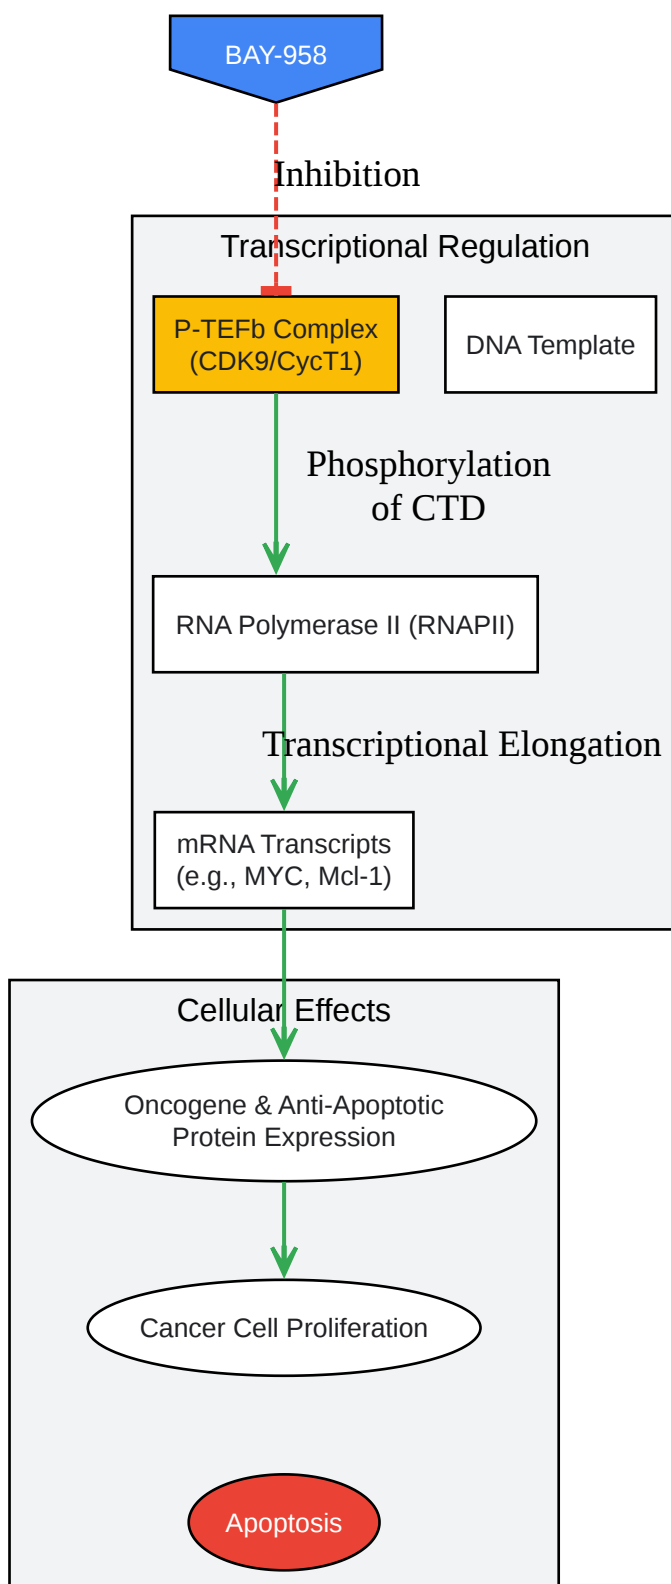 BAY-958
Inhibition
Transcriptional Regulation
P-TEFb Complex
(CDK9/CycT1)
DNA Template
Phosphorylation
of CTD
RNA Polymerase II (RNAPII)
Transcriptional Elongation
mRNA Transcripts
(e.g., MYC, Mcl-1)
Cellular Effects
Oncogene & Anti-Apoptotic
Protein Expression
Cancer Cell Proliferation
Apoptosis